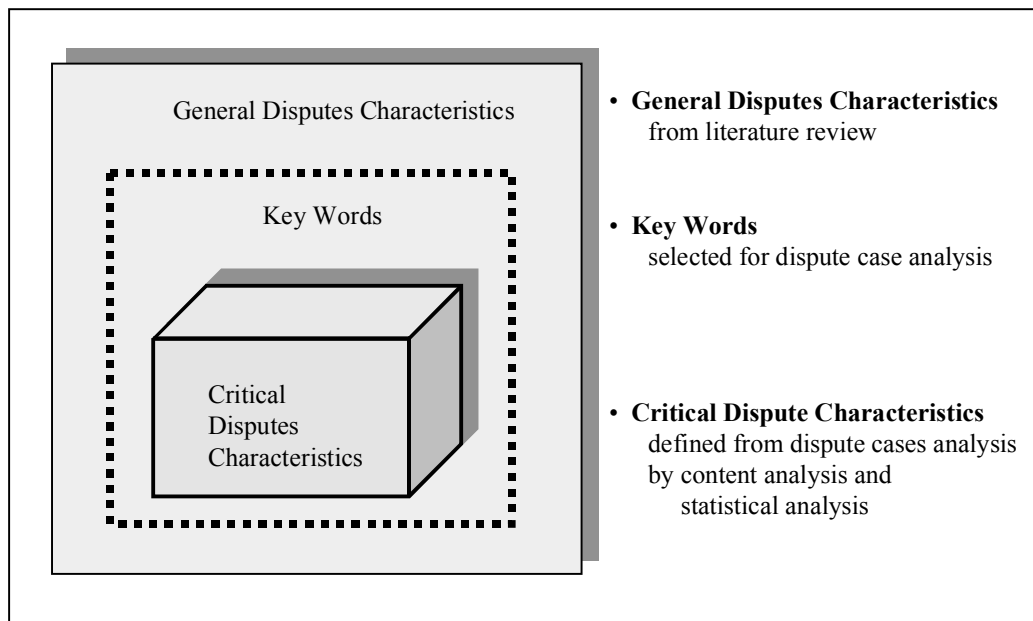 General Disputes Characteristics
Key Words
Critical
Disputes
Characteristics
• General Disputes Characteristics
from literature review
• Key Words
selected for dispute case analysis
• Critical Dispute Characteristics
defined from dispute cases analysis
by content analysis and
statistical analysis